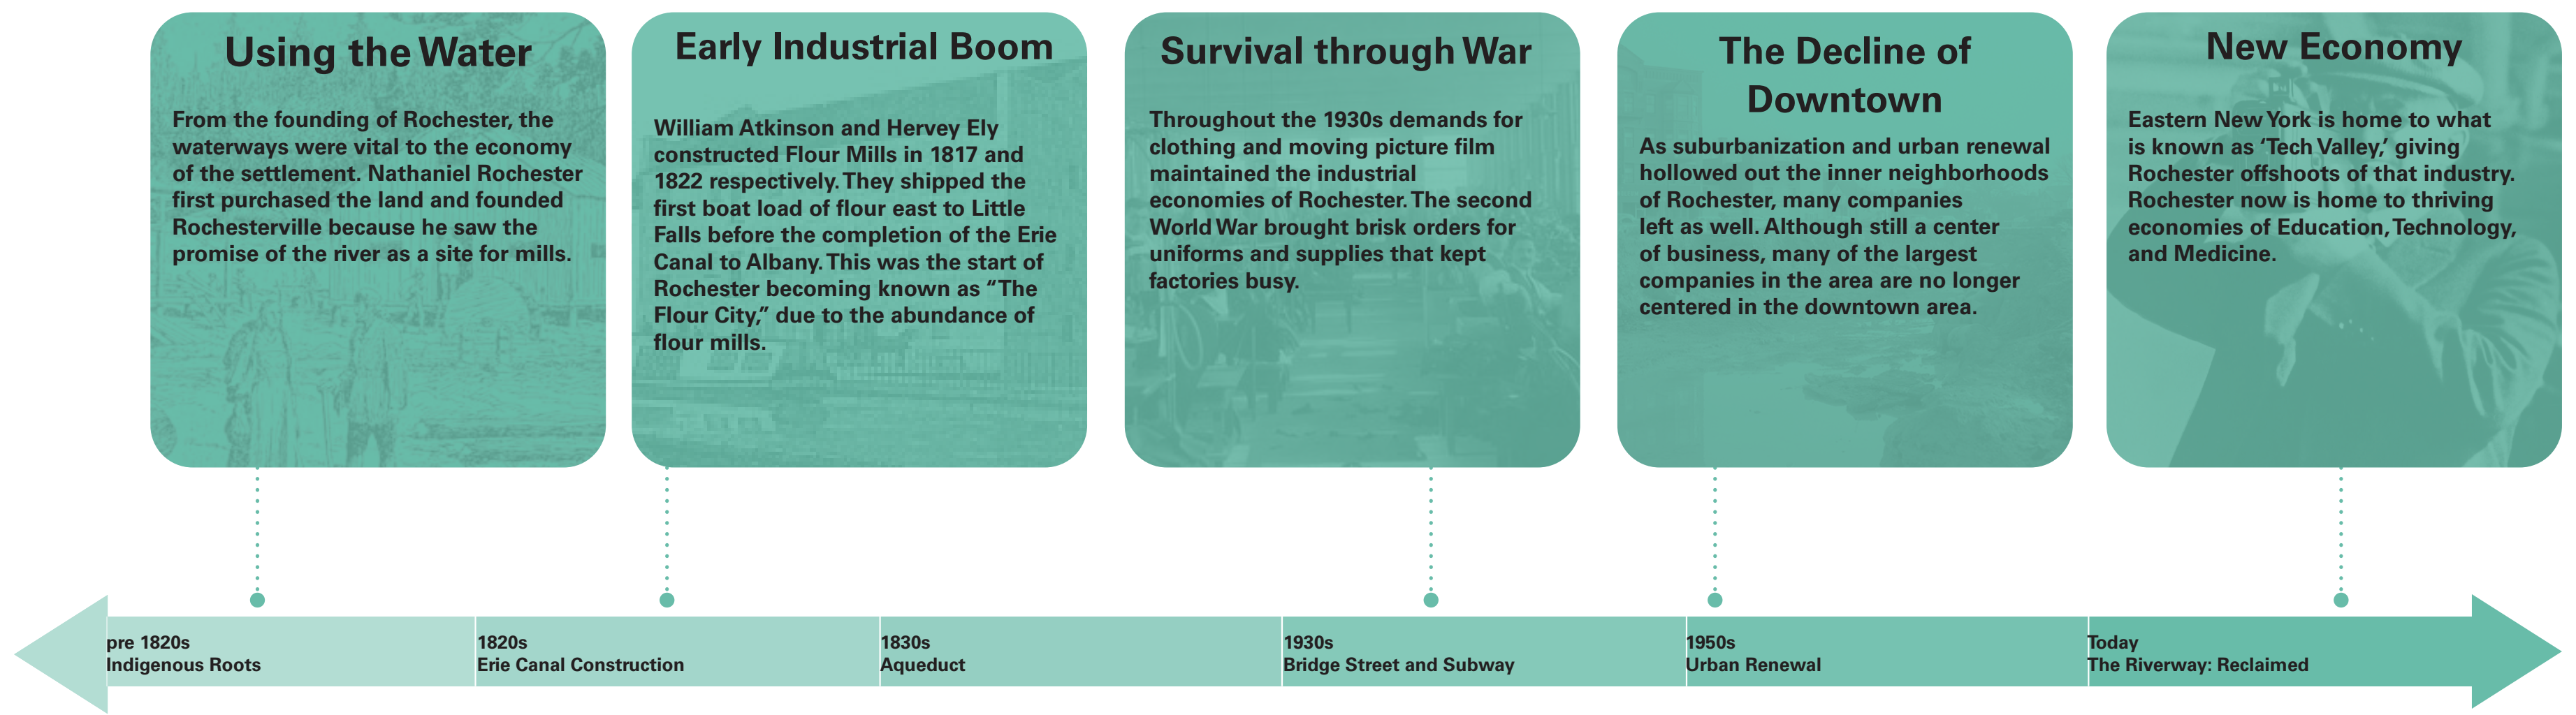 Using the Water
From the founding of Rochester, the
waterways were vital to the economy
of the settlement. Nathaniel Rochester
first purchased the land and founded
Rochesterville because he saw the
promise of the river as a site for mills.
Early Industrial Boom
William Atkinson and Hervey Ely
constructed Flour Mills in 1817 and
1822 respectively. They shipped the
first boat load of flour east to Little
Falls before the completion of the Erie
Canal to Albany. This was the start of
Rochester becoming known as “The
Flour City,” due to the abundance of
flour mills.
Survival through War
Throughout the 1930s demands for
clothing and moving picture film
maintained the industrial
economies of Rochester. The second
World War brought brisk orders for
uniforms and supplies that kept
factories busy.
The Decline of
Downtown
As suburbanization and urban renewal
hollowed out the inner neighborhoods
of Rochester, many companies
left as well. Although still a center
of business, many of the largest
companies in the area are no longer
centered in the downtown area.
New Economy
Eastern New York is home to what
is known as ‘Tech Valley,’ giving
Rochester offshoots of that industry.
Rochester now is home to thriving
economies of Education, Technology,
and Medicine.
pre 1820s
Indigenous Roots
1820s
Erie Canal Construction
1830s
Aqueduct
1930s
Bridge Street and Subway
1950s
Urban Renewal
Today
The Riverway: Reclaimed